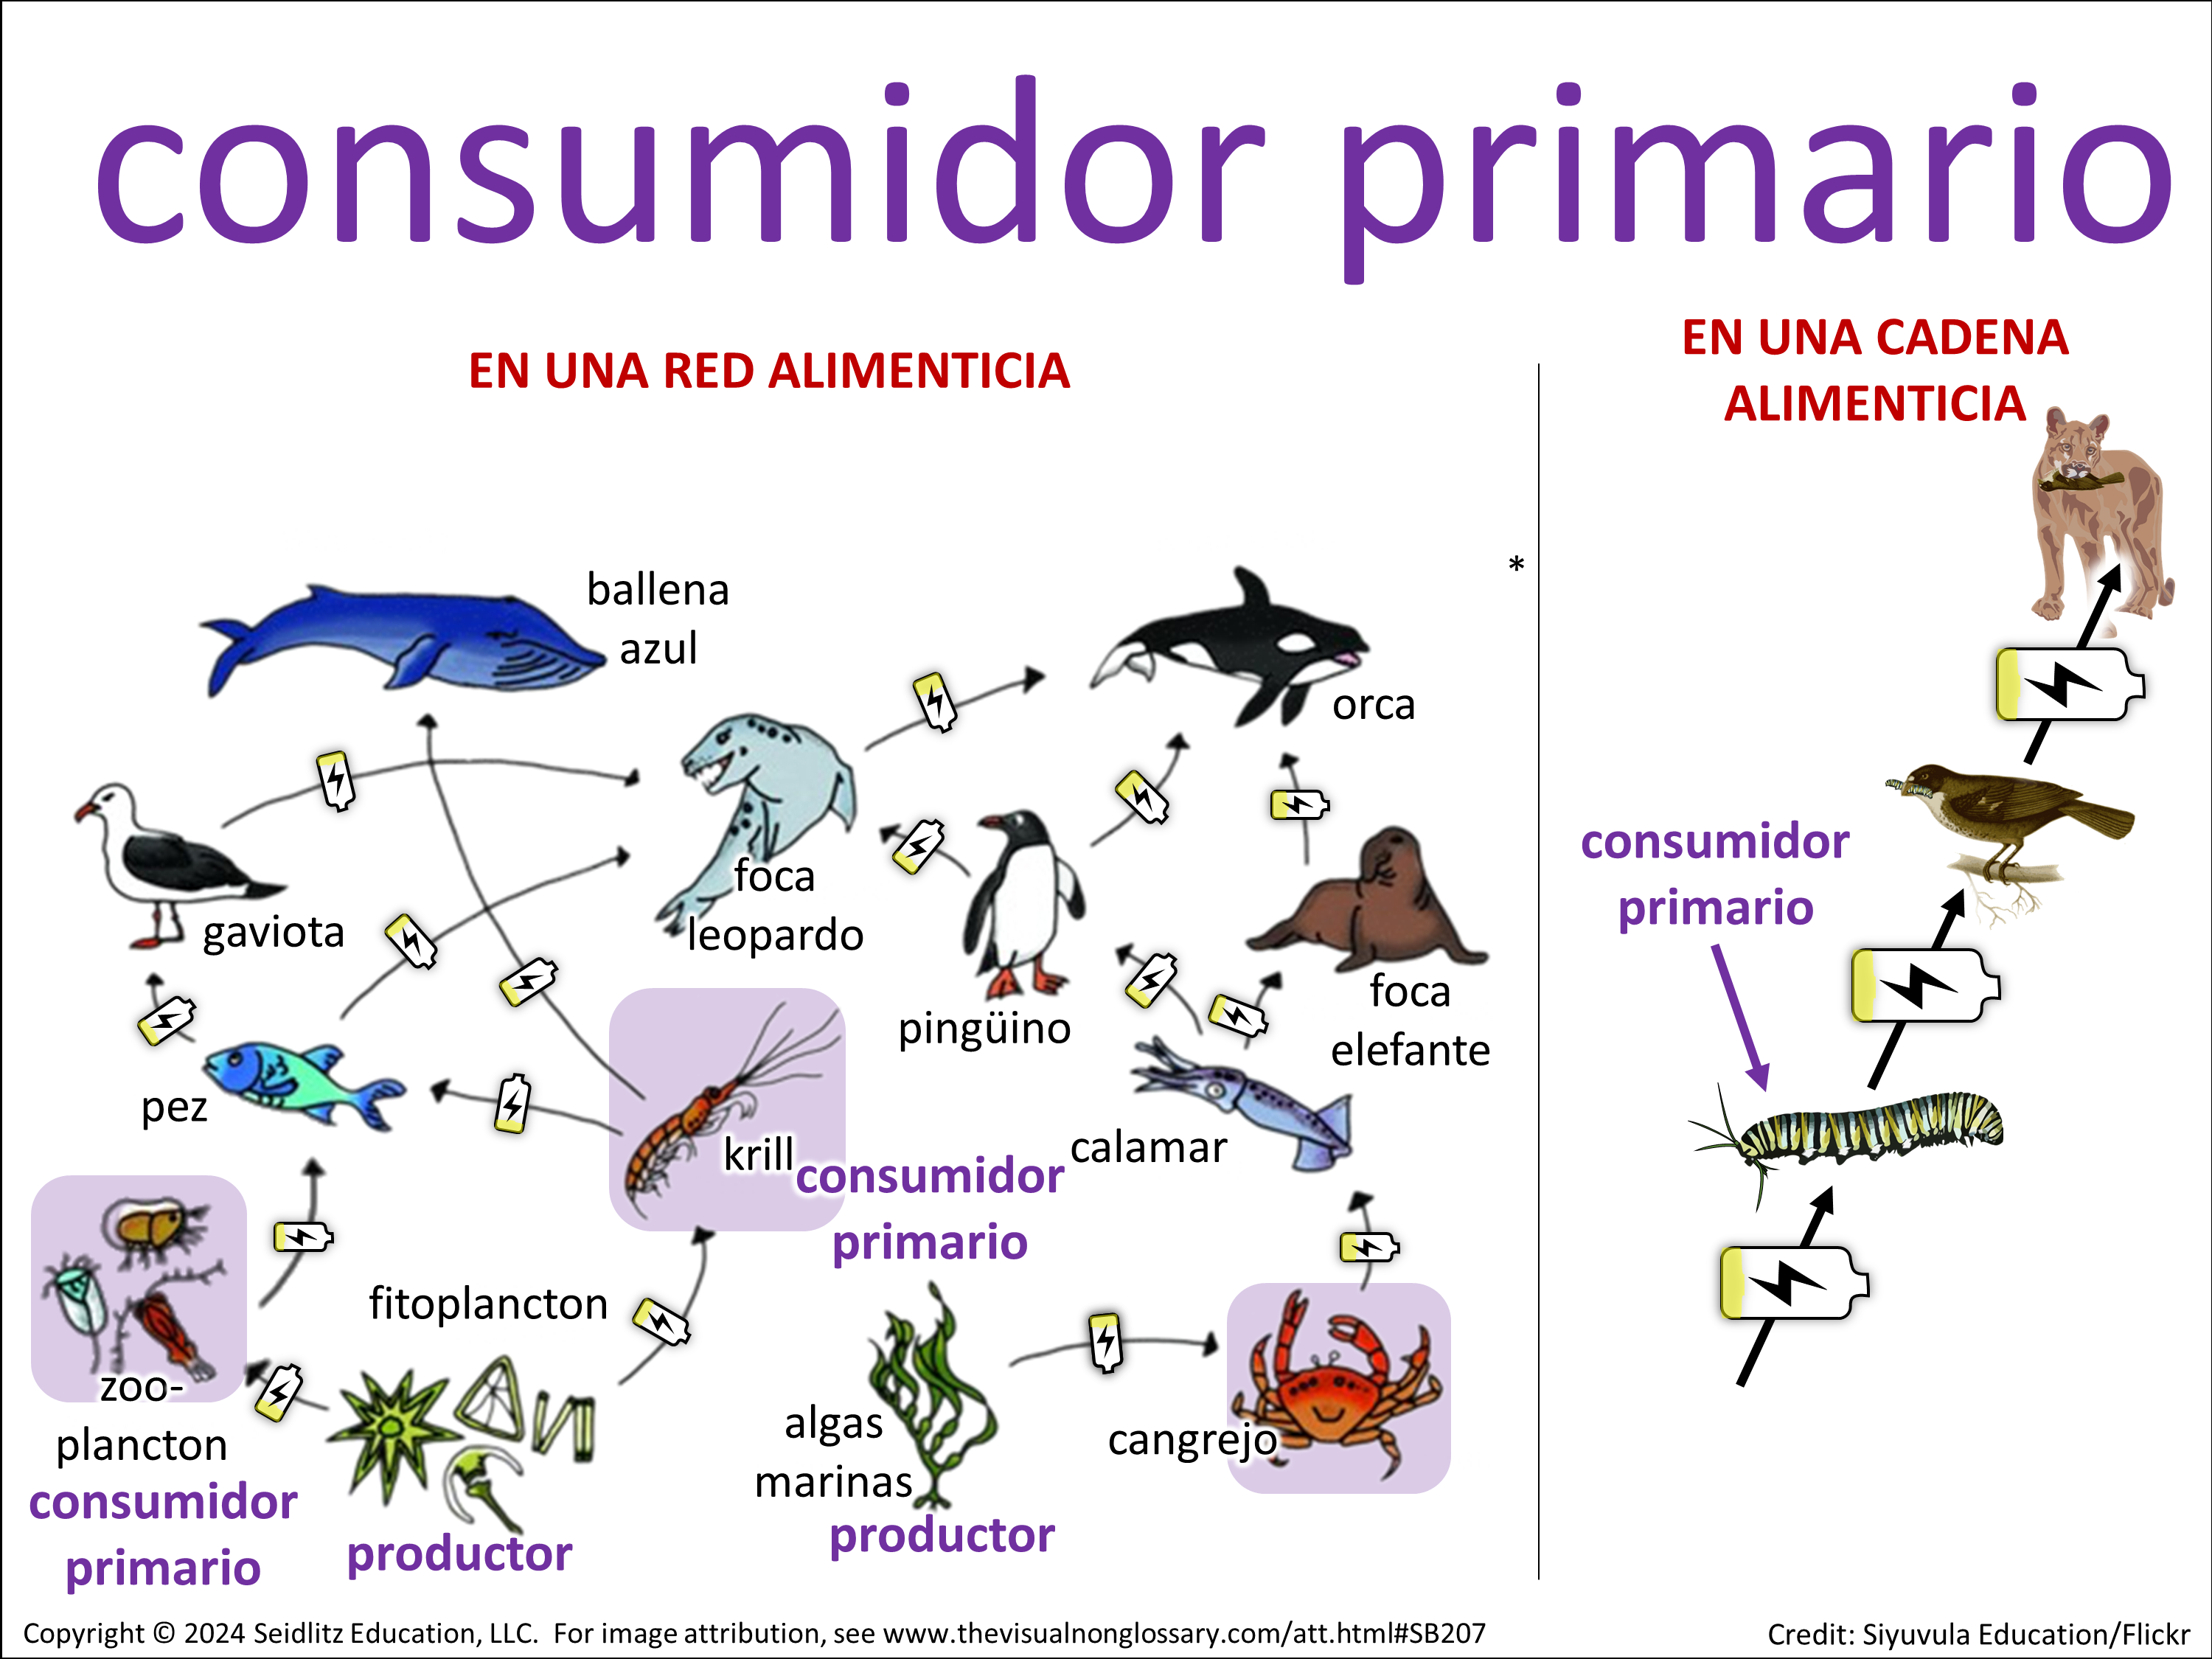 consumidor primario
EN UNA RED ALIMENTICIA
EN UNA CADENA
ALIMENTICIA
*
ballena
azul
orca
foca
leopardo
gaviota
pingüino
foca
elefante
consumidor
primario
pez
krill
calamar
consumidor
primario
fitoplancton
zoo-
plancton
consumidor
primario
productor
algas
marinas
productor
cangrejo
Copyright © 2024 Seidlitz Education, LLC.  For image attribution, see www.thevisualnonglossary.com/att.html#SB207
Credit: Siyuvula Education/Flickr